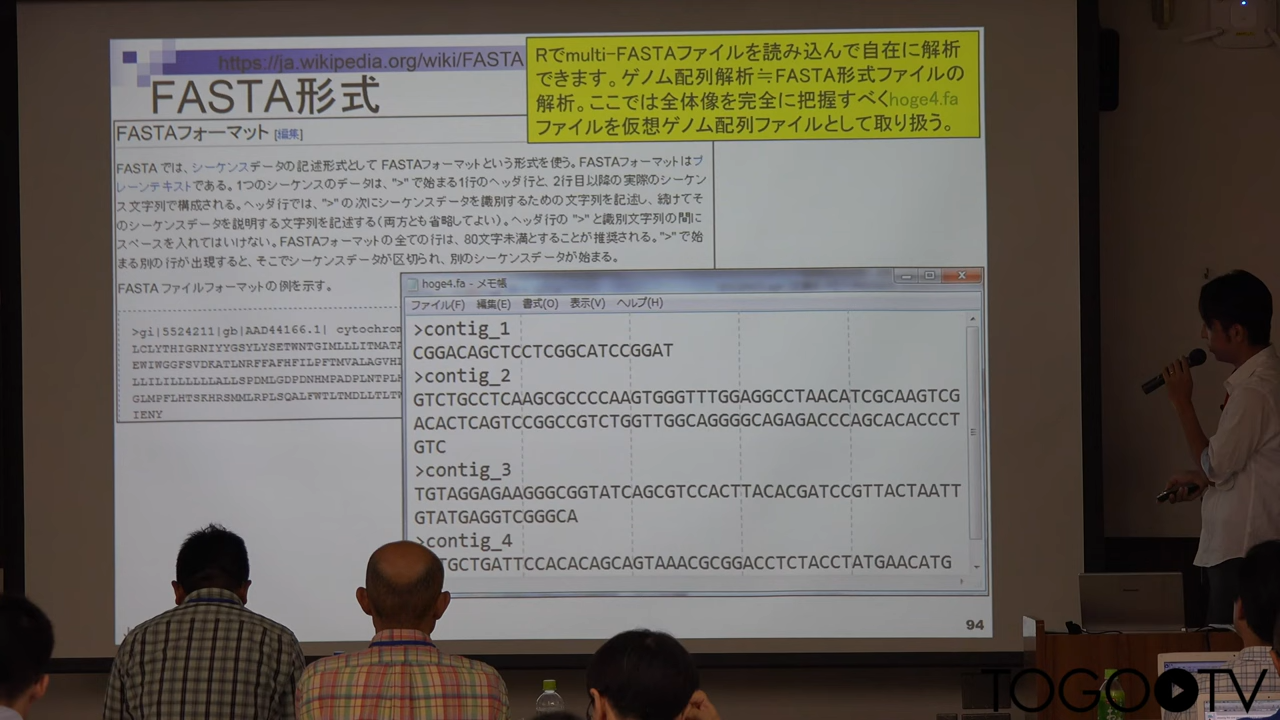 https://ja.wikipedia.org/wiki/FASTA
FASTA形式
Rでmulti-FASTAファイルを読み込んで自在に解析
できます。ゲノム配列解析≒FASTA形式ファイルの
解析。ここでは全体像を完全に把握すべくhoge4.fa
ファイルを仮想ゲノム配列ファイルとして取り扱う。
FASTAフォーマット [編集]
FASTA では、シーケンスデータの記述形式として FASTAフォーマットという形式を使う。FASTAフォーマットはプ
レーンテキストである。1つのシーケンスのデータは、">" で始まる1行のヘッダ行と、2行目以降の実際のシーケン
ス文字列で構成される。ヘッダ行では、">" の次にシーケンスデータを識別するための文字列を記述し、続けてそ
のシーケンスデータを説明する文字列を記述する（両方とも省略してよい）。ヘッダ行の ">" と識別文字列の間に
スペースを入れてはいけない。FASTAフォーマットの全ての行は、80文字未満とすることが推奨される。">" で始
まる別の行が出現すると、そこでシーケンスデータが区切られ、別のシーケンスデータが始まる。
FASTA ファイルフォーマットの例を示す。
>gi|5524211|gb|AAD44166.1| cytochrom
LCLYTHIGRNIYYGSYLYSETWNTGIMLLLITMATA
EWIWGGFSVDKATLNRFFAFHFILPFTMVALAGVHI
LLILILLLLLLALLSPDMLGDPDNHMPADPLNTPLH
GLMPFLHTSKHRSMMLRPLSQALFWTLTMDLLTLTW
IENY
hoge4.fa - メモ帳
ファイル(F) 編集(E) 書式(O) 表示(V) ヘルプ(H)
>contig_1
CGGACAGCTCCTCGGCATCCGGAT
>contig_2
GTCTGCCTCAAGCGCCCCAAGTGGGTTTGGAGGCCTAACATCGCAAGTCG
ACACTCAGTCCGGCCGTCTGGTTGGCAGGGGCAGAGACCCAGCACACCCT
GTC
>contig_3
TGTAGGAGAAGGGCGGTATCAGCGTCCACTTACACGATCCGTTACTAATT
GTATGAGGTCGGGCA
>contig_4
TGCTGATTCCACACAGCAGTAAACGCGGACCTCTACCTATGAACATG
94
TOGO TV